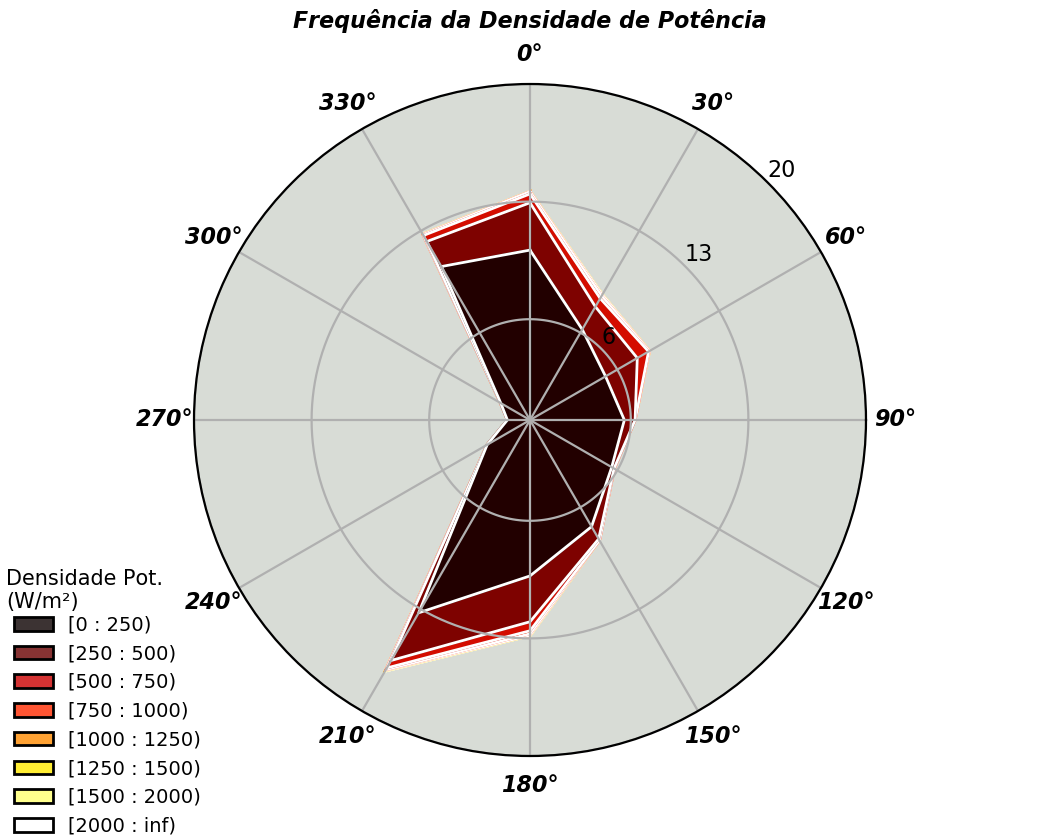 Frequência da Densidade de Potência
0°
330°
30°
20
300°
60°
13
6
270°
90°
240°
120°
210°
150°
180°
Densidade Pot.
(W/m²)
[0 : 250)
[250 : 500)
[500 : 750)
[750 : 1000)
[1000 : 1250)
[1250 : 1500)
[1500 : 2000)
[2000 : inf)